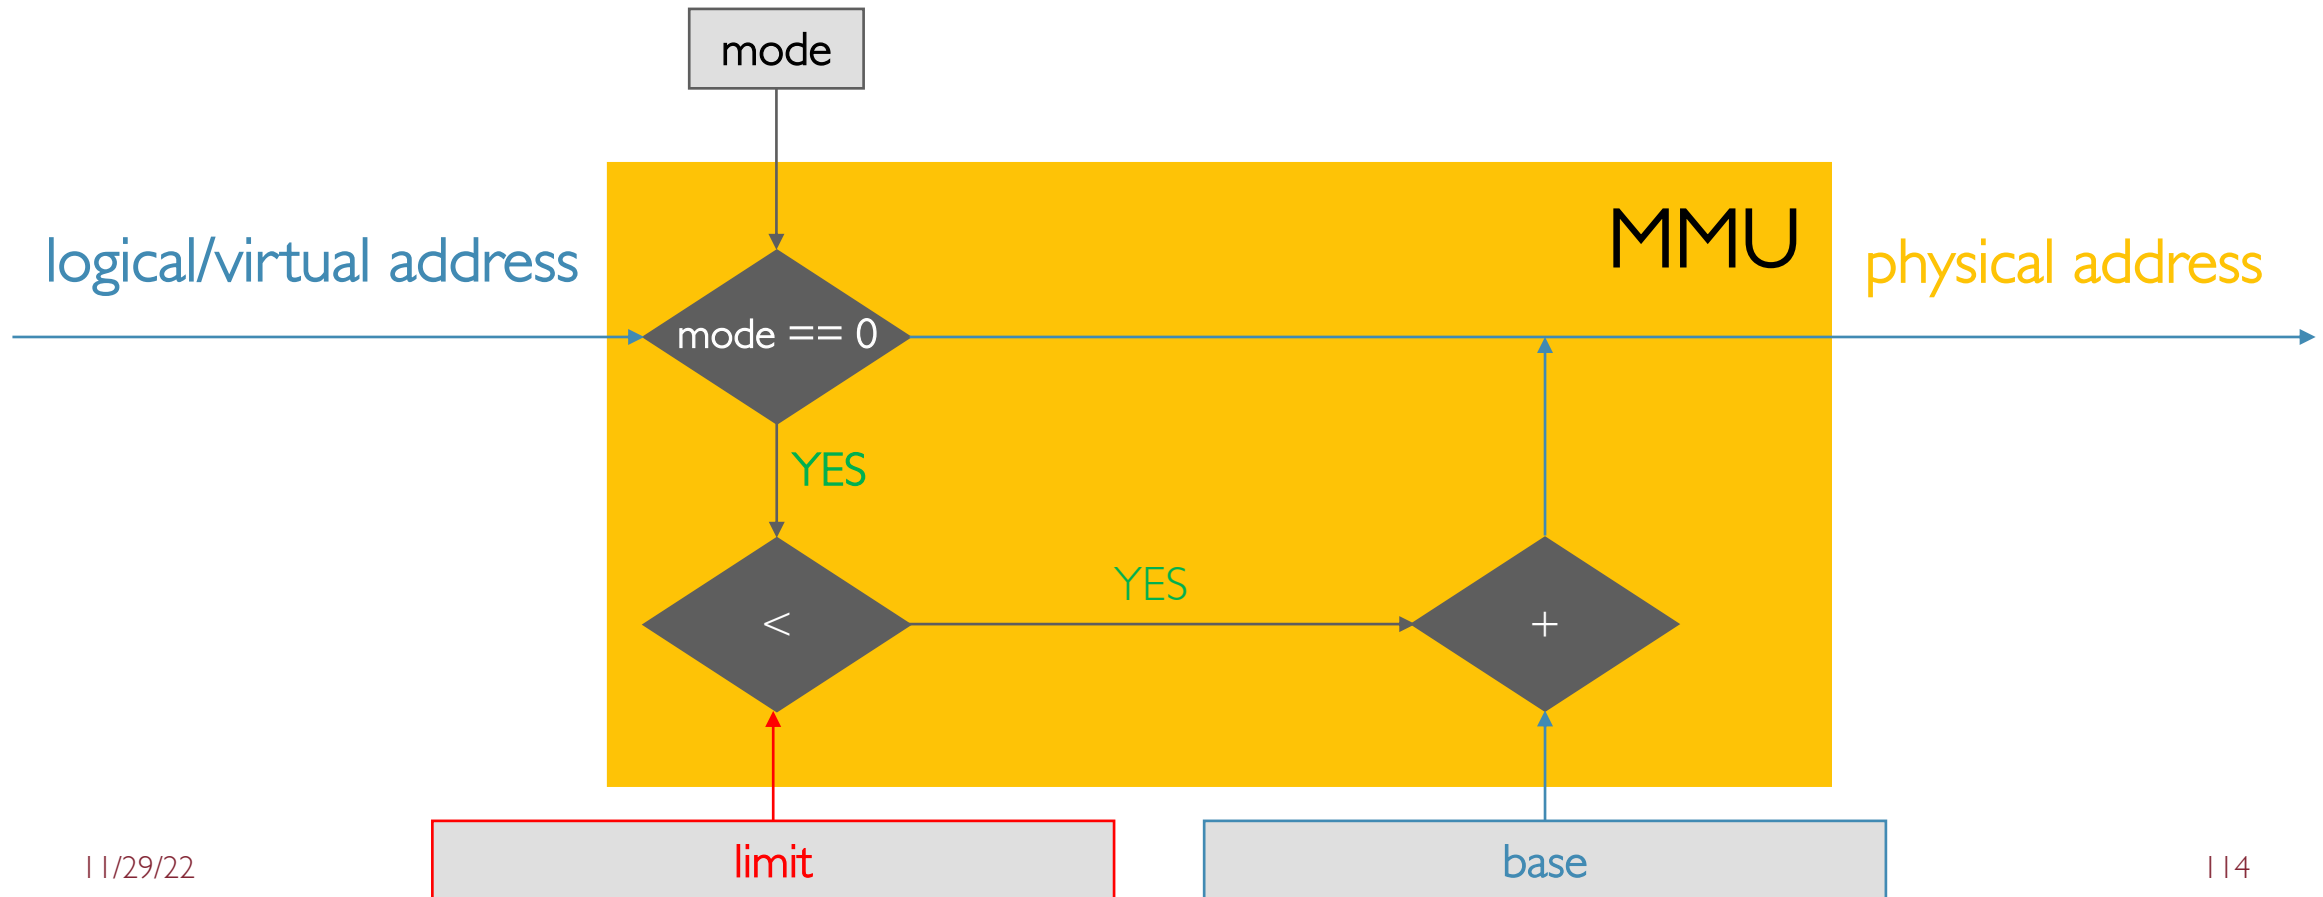 mode
MMU
logical/virtual address
physical address
mode == 0
YES
YES
<
+
limit
base
11/29/22
114